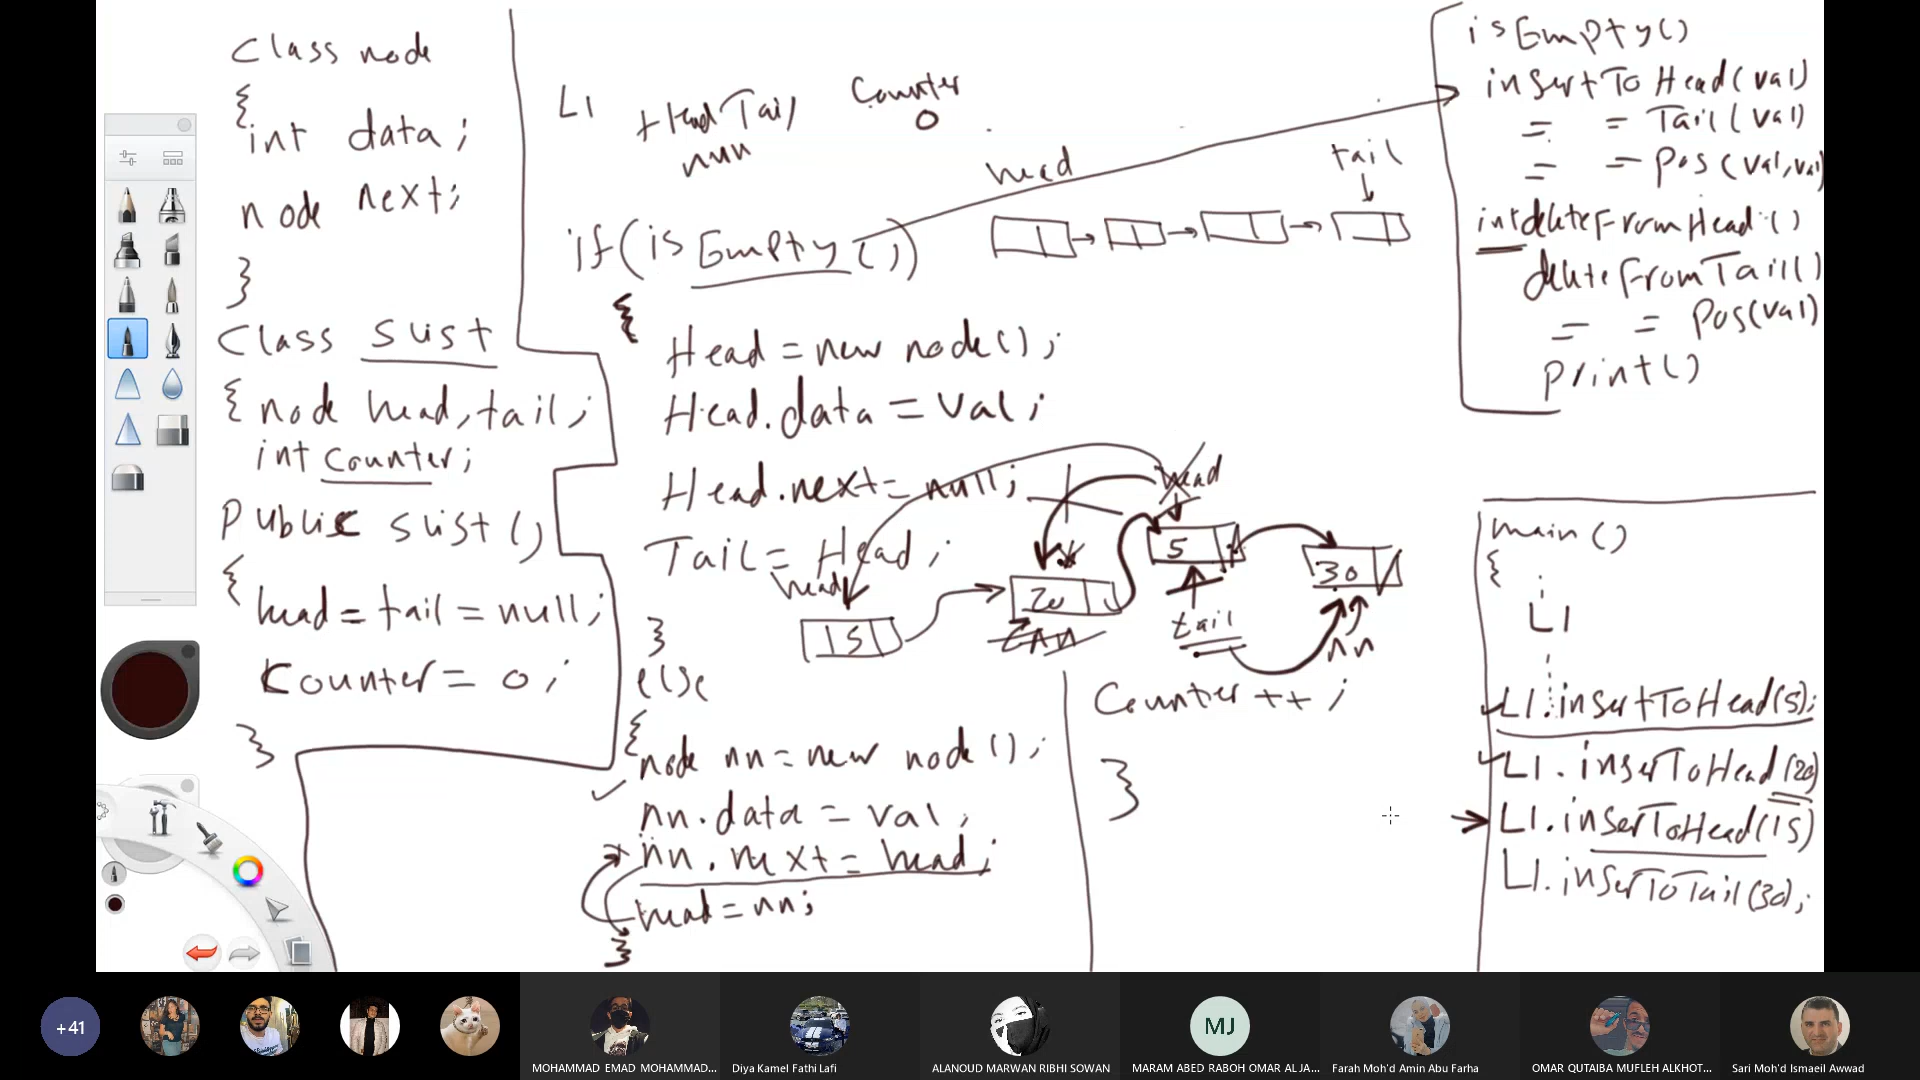 Class node
{
int data;
node next;
}
Class slist
{ node head, tail;
int counter;
Public slist()
{
head = tail = null;
Counter = 0;
}
L1
Head Tail
null
Counter
0
if(isEmpty())
{
Head = new node();
Head.data = val;
Head.next = null;
Tail = Head;
}
else
{
node nn = new node();
nn.data = val;
nn.next = head;
head = nn;
}
head
tail
head
head
15
20
5
30
tail
nn
Counter++;
}
isEmpty()
insertToHead(val)
= = Tail(val)
= = Pos(val,val)
int deleteFromHead()
deleteFromTail()
= = Pos(val)
print()
main()
{
L1
L1.insertToHead(5);
L1.inserToHead(20)
L1.inserToHead(15)
L1.inserToTail(30);
+41
MOHAMMAD EMAD MOHAMMAD...
Diya Kamel Fathi Lafi
ALANOUD MARWAN RIBHI SOWAN
MJ
MARAM ABED RABOH OMAR AL JA...
Farah Moh'd Amin Abu Farha
OMAR QUTAIBA MUFLEH ALKHOT...
Sari Moh'd Ismaeil Awwad